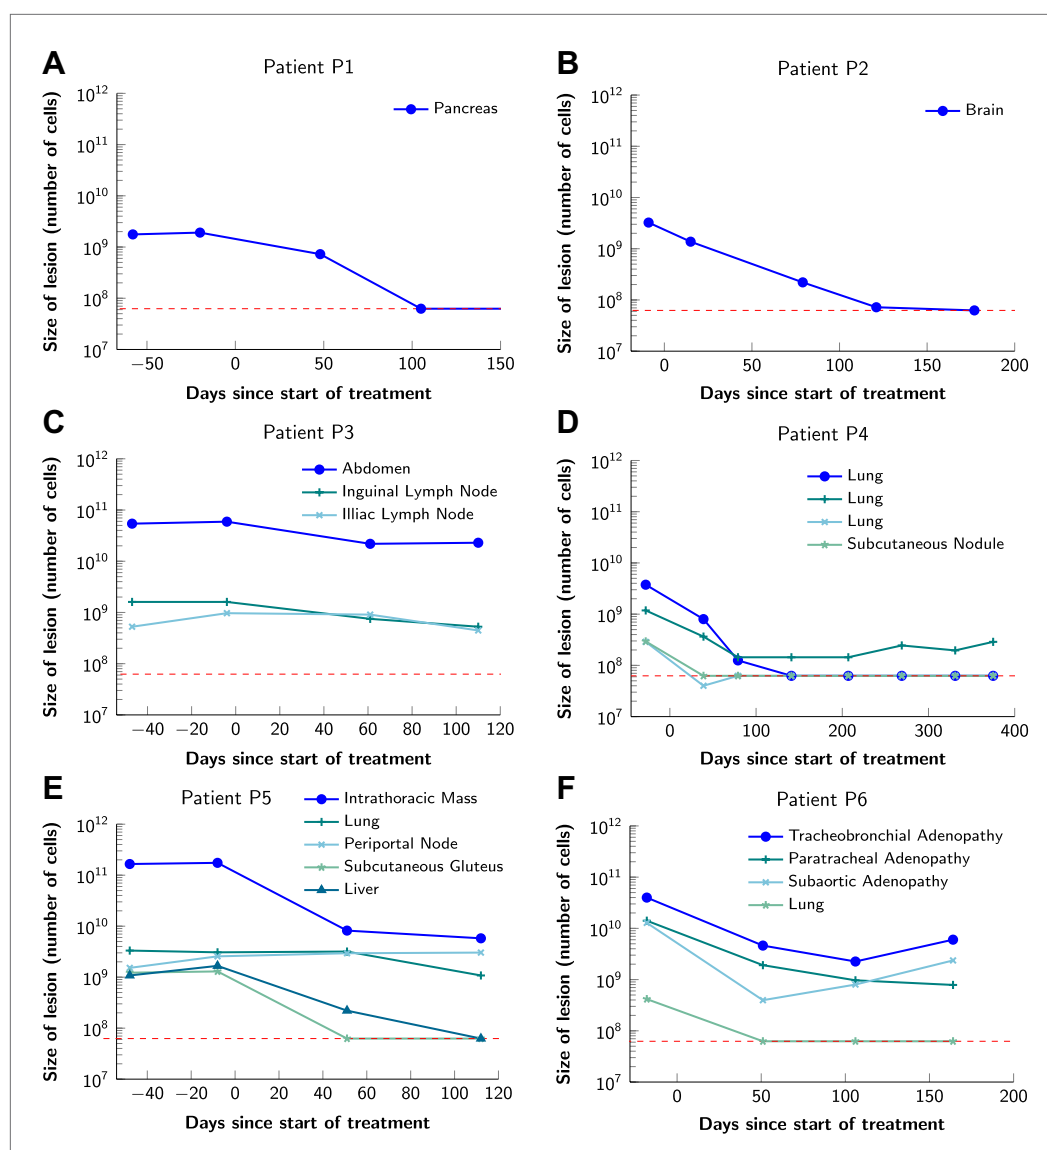 A
Patient P1
Size of lesion (number of cells)
10^12
10^11
10^10
10^9
10^8
10^7
Pancreas
−50 0 50 100 150
Days since start of treatment
B
Patient P2
Size of lesion (number of cells)
10^12
10^11
10^10
10^9
10^8
10^7
Brain
0 50 100 150 200
Days since start of treatment
C
Patient P3
Size of lesion (number of cells)
10^12
10^11
10^10
10^9
10^8
10^7
Abdomen
Inguinal Lymph Node
Illiac Lymph Node
−40 −20 0 20 40 60 80 100 120
Days since start of treatment
D
Patient P4
Size of lesion (number of cells)
10^12
10^11
10^10
10^9
10^8
10^7
Lung
Lung
Lung
Subcutaneous Nodule
0 100 200 300 400
Days since start of treatment
E
Patient P5
Size of lesion (number of cells)
10^12
10^11
10^10
10^9
10^8
10^7
Intrathoracic Mass
Lung
Periportal Node
Subcutaneous Gluteus
Liver
−40 −20 0 20 40 60 80 100 120
Days since start of treatment
F
Patient P6
Size of lesion (number of cells)
10^12
10^11
10^10
10^9
10^8
10^7
Tracheobronchial Adenopathy
Paratracheal Adenopathy
Subaortic Adenopathy
Lung
0 50 100 150 200
Days since start of treatment